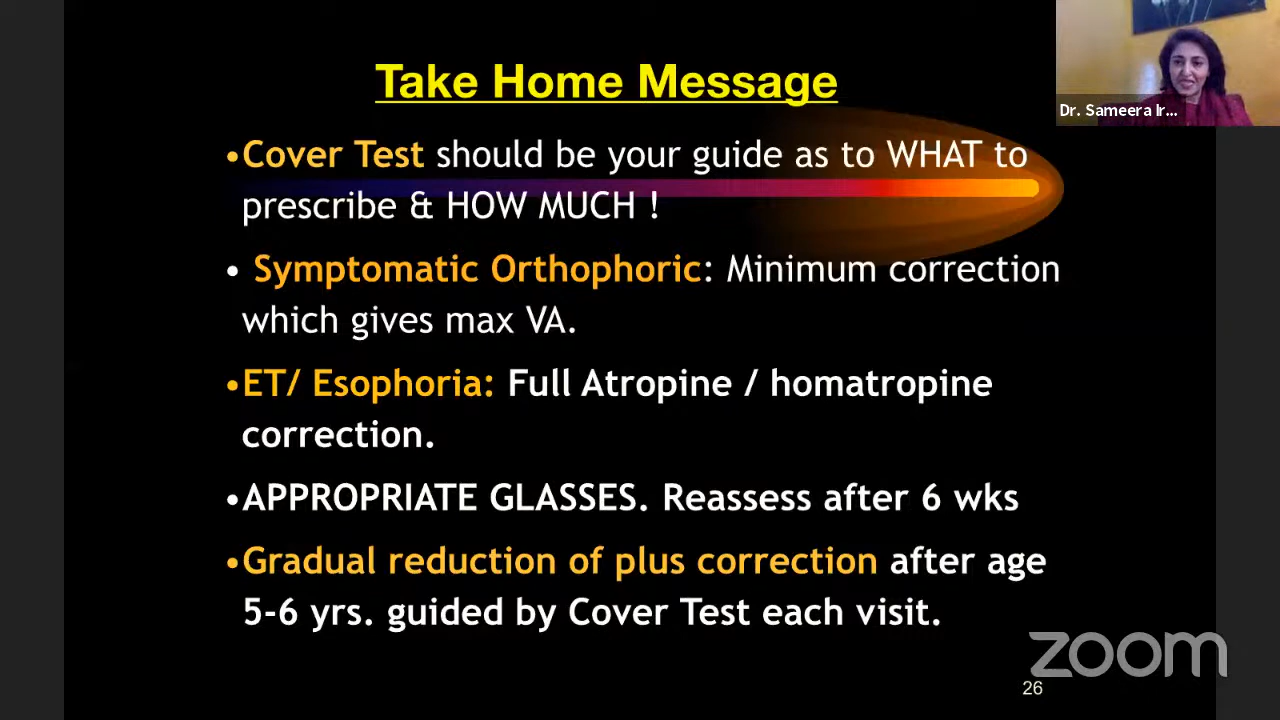 Take Home Message
Dr. Sameera Ir...
•Cover Test should be your guide as to WHAT to
prescribe & HOW MUCH !
• Symptomatic Orthophoric: Minimum correction
which gives max VA.
•ET/ Esophoria: Full Atropine / homatropine
correction.
•APPROPRIATE GLASSES. Reassess after 6 wks
•Gradual reduction of plus correction after age
5-6 yrs. guided by Cover Test each visit.
zoom
26